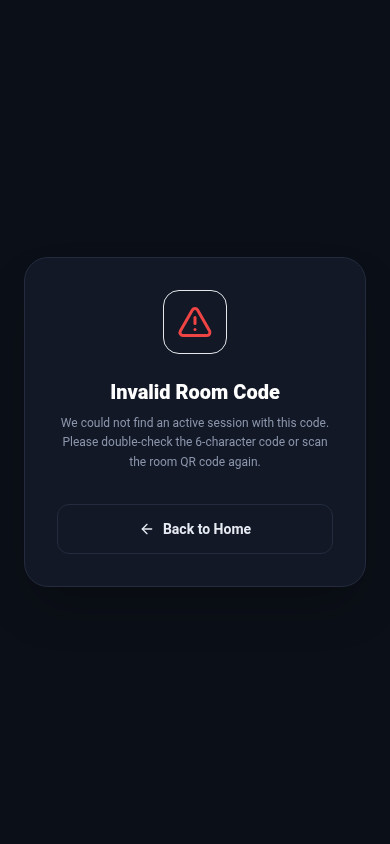 Invalid Room Code
We could not find an active session with this code.
Please double-check the 6-character code or scan
the room QR code again.
Back to Home